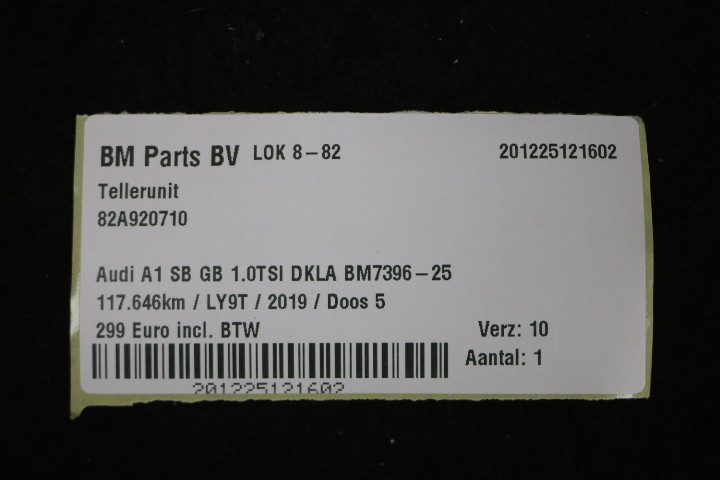 BM Parts BV LOK 8-82 201225121602
Tellerunit
82A920710
Audi A1 SB GB 1.0TSI DKLA BM7396-25
117.646km / LY9T / 2019 / Doos 5
299 Euro incl. BTW Verz: 10
Aantal: 1
201225121602